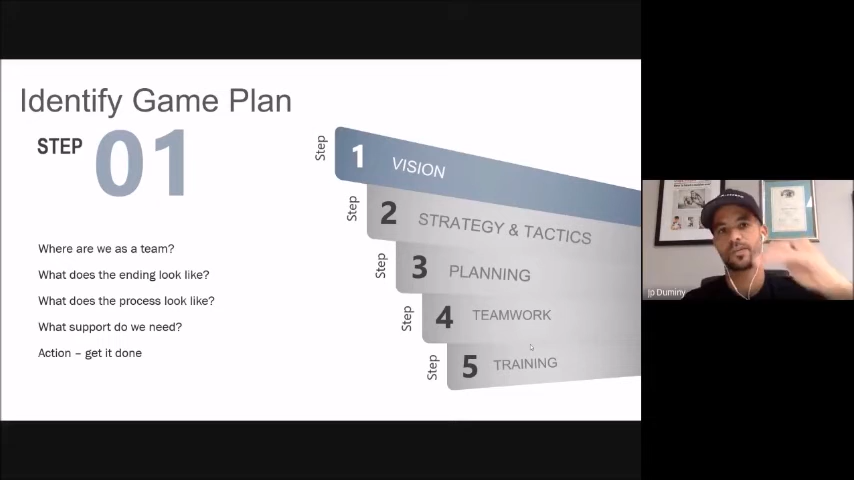 Identify Game Plan
STEP 01
Where are we as a team?
What does the ending look like?
What does the process look like?
What support do we need?
Action – get it done
Step 1 VISION
Step 2 STRATEGY & TACTICS
Step 3 PLANNING
Step 4 TEAMWORK
Step 5 TRAINING
Jp Duminy